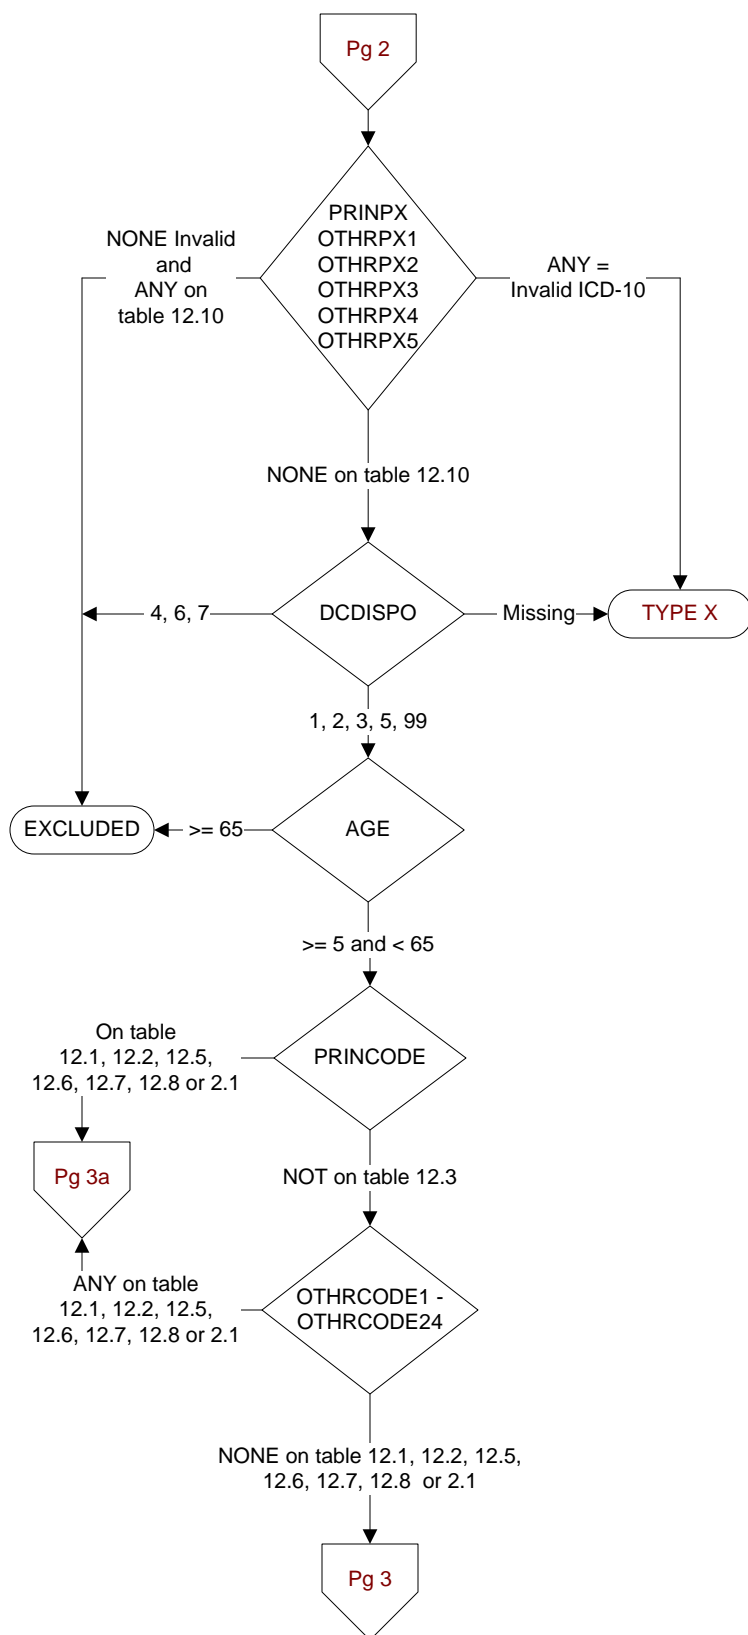 Pg 2
PRINPX
OTHRPX1
OTHRPX2
OTHRPX3
OTHRPX4
OTHRPX5
NONE Invalid
and
ANY on
table 12.10
ANY =
Invalid ICD-10
NONE on table 12.10
4, 6, 7
DCDISPO
Missing
TYPE X
1, 2, 3, 5, 99
EXCLUDED
>= 65
AGE
>= 5 and < 65
On table
12.1, 12.2, 12.5,
12.6, 12.7, 12.8 or 2.1
PRINCODE
Pg 3a
NOT on table 12.3
ANY on table
12.1, 12.2, 12.5,
12.6, 12.7, 12.8 or 2.1
OTHRCODE1 -
OTHRCODE24
NONE on table 12.1, 12.2, 12.5,
12.6, 12.7, 12.8 or 2.1
Pg 3